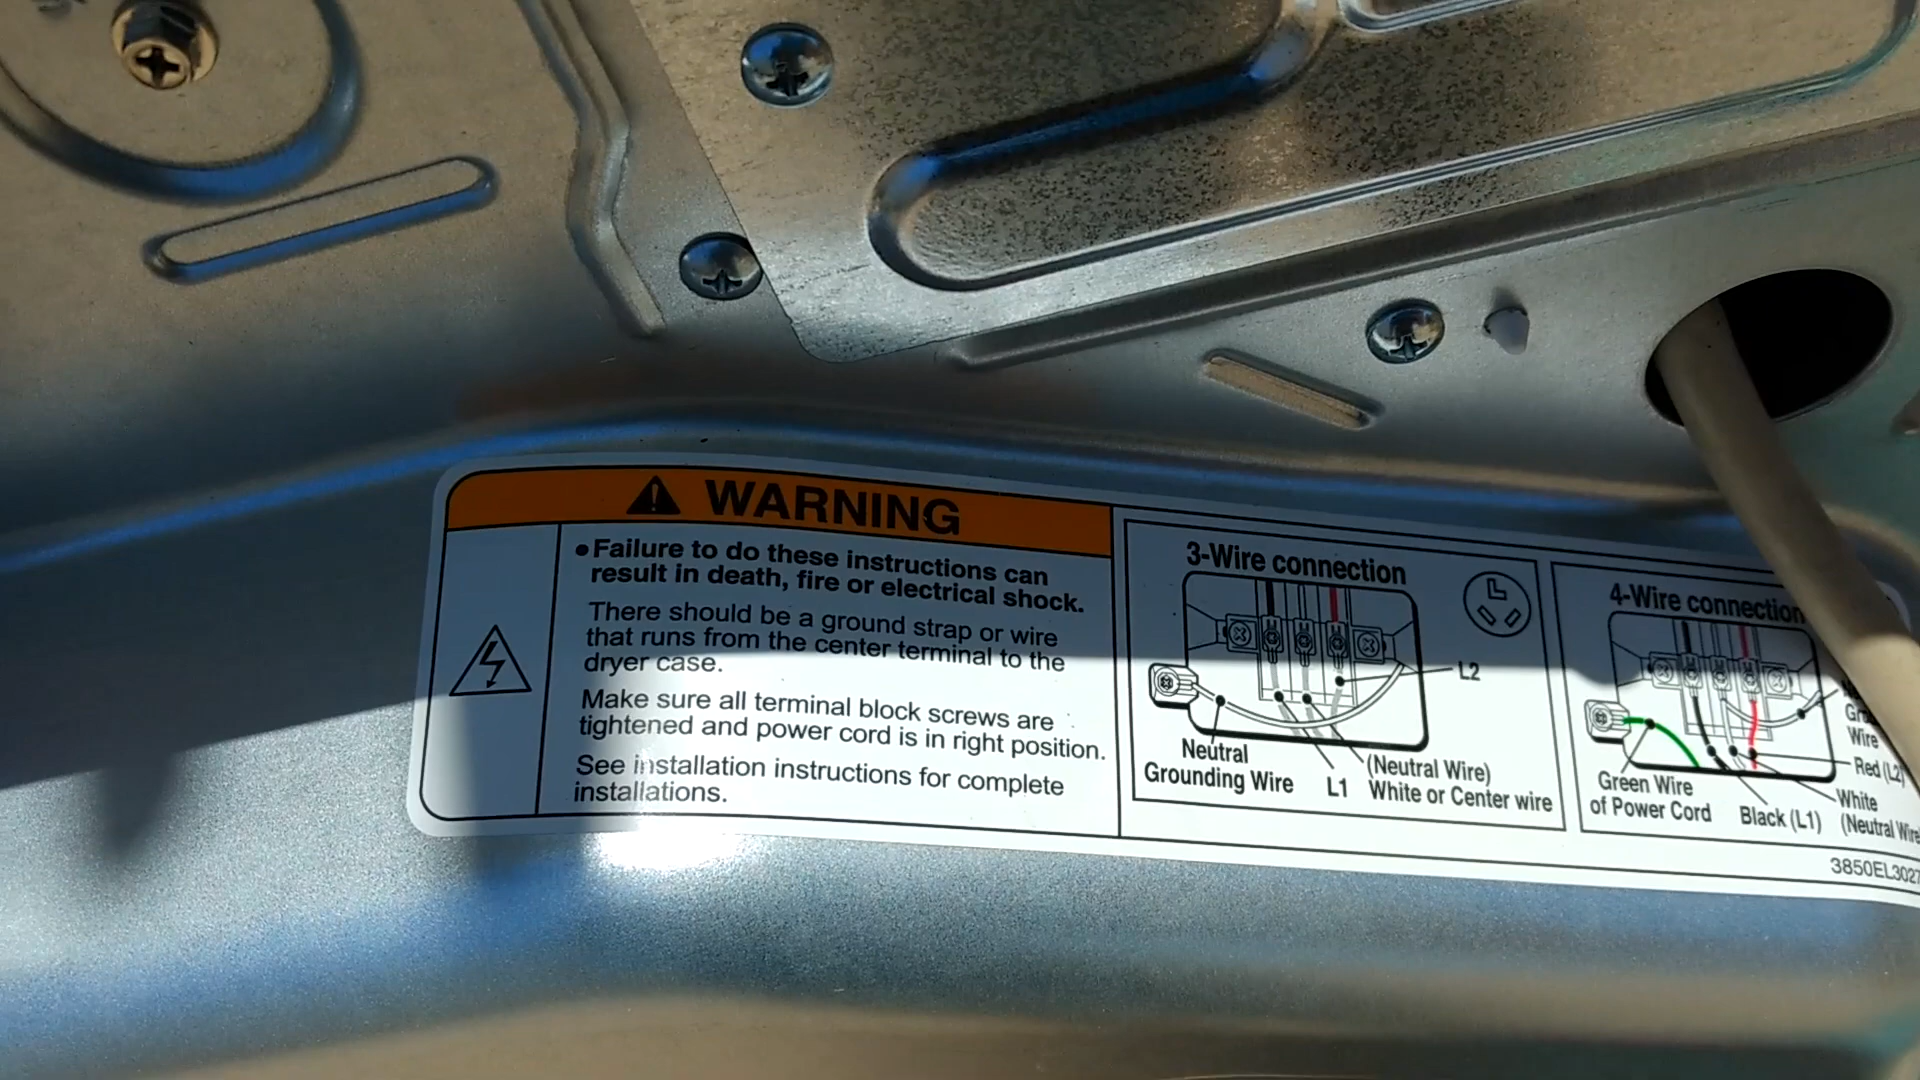 WARNING
●Failure to do these instructions can
result in death, fire or electrical shock.
There should be a ground strap or wire
that runs from the center terminal to the
dryer case.
Make sure all terminal block screws are
tightened and power cord is in right position.
See installation instructions for complete
installations.
3-Wire connection
L2
Neutral
Grounding Wire
L1
(Neutral Wire)
White or Center wire
4-Wire connection
Wire
Red (L2)
Green Wire
of Power Cord
Black (L1)
White
(Neutral Wire
3850EL3027